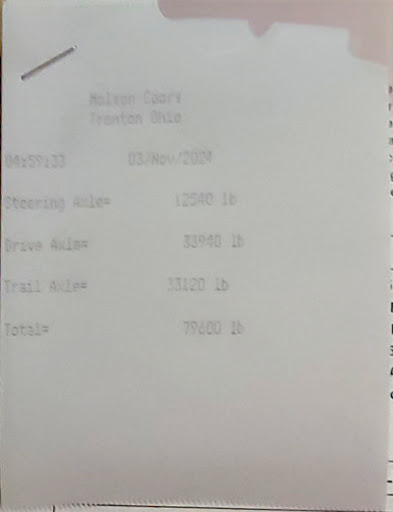 Molson Coors
Trenton Ohio
04:59:33 03/Nov/2024
Steering Axle= 12540 lb
Drive Axle= 33940 lb
Trail Axle= 33120 lb
Total= 79600 lb